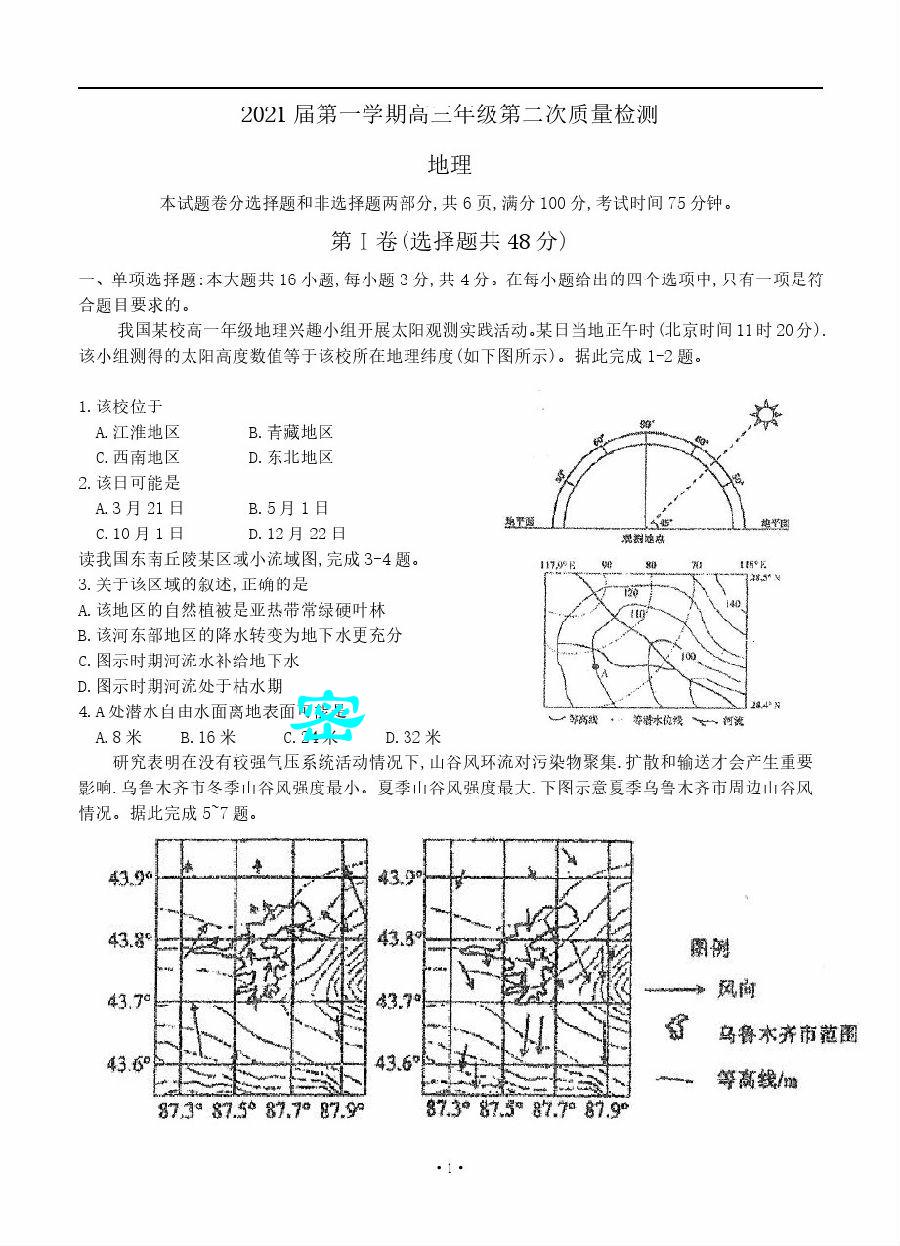 2021 届第一学期高三年级第二次质量检测
地理
本试题卷分选择题和非选择题两部分,共 6 页,满分 100 分,考试时间 75 分钟。
第Ⅰ卷(选择题共 48 分)
一、单项选择题:本大题共 16 小题,每小题 3 分,共 4 分。在每小题给出的四个选项中,只有一项是符
合题目要求的。
我国某校高一年级地理兴趣小组开展太阳观测实践活动。某日当地正午时(北京时间 11 时 20 分).
该小组测得的太阳高度数值等于该校所在地理纬度(如下图所示)。据此完成 1-2 题。
1.该校位于
A.江淮地区 B.青藏地区
C.西南地区 D.东北地区
2.该日可能是
A.3 月 21 日 B.5 月 1 日
C.10 月 1 日 D.12 月 22 日
30° 60° 90° 60° 30°
45°
地平面 地平面
观测地点
读我国东南丘陵某区域小流域图,完成 3-4 题。
3.关于该区域的叙述,正确的是
A.该地区的自然植被是亚热带常绿硬叶林
B.该河东部地区的降水转变为地下水更充分
C.图示时期河流水补给地下水
D.图示时期河流处于枯水期
4.A 处潜水自由水面离地表面可能是
A.8 米 B.16 米 C.24 米 D.32 米
密
90 80 70
120
110
140
100
A
等高线 等潜水位线 河流
研究表明在没有较强气压系统活动情况下,山谷风环流对污染物聚集.扩散和输送才会产生重要
影响.乌鲁木齐市冬季山谷风强度最小。夏季山谷风强度最大.下图示意夏季乌鲁木齐市周边山谷风
情况。据此完成 5~7 题。
43.9°
43.8°
43.7°
43.6°
87.3° 87.5° 87.7° 87.9°
43.9°
43.8°
43.7°
43.6°
87.3° 87.5° 87.7° 87.9°
图例
风向
乌鲁木齐市范围
等高线/m
·1·